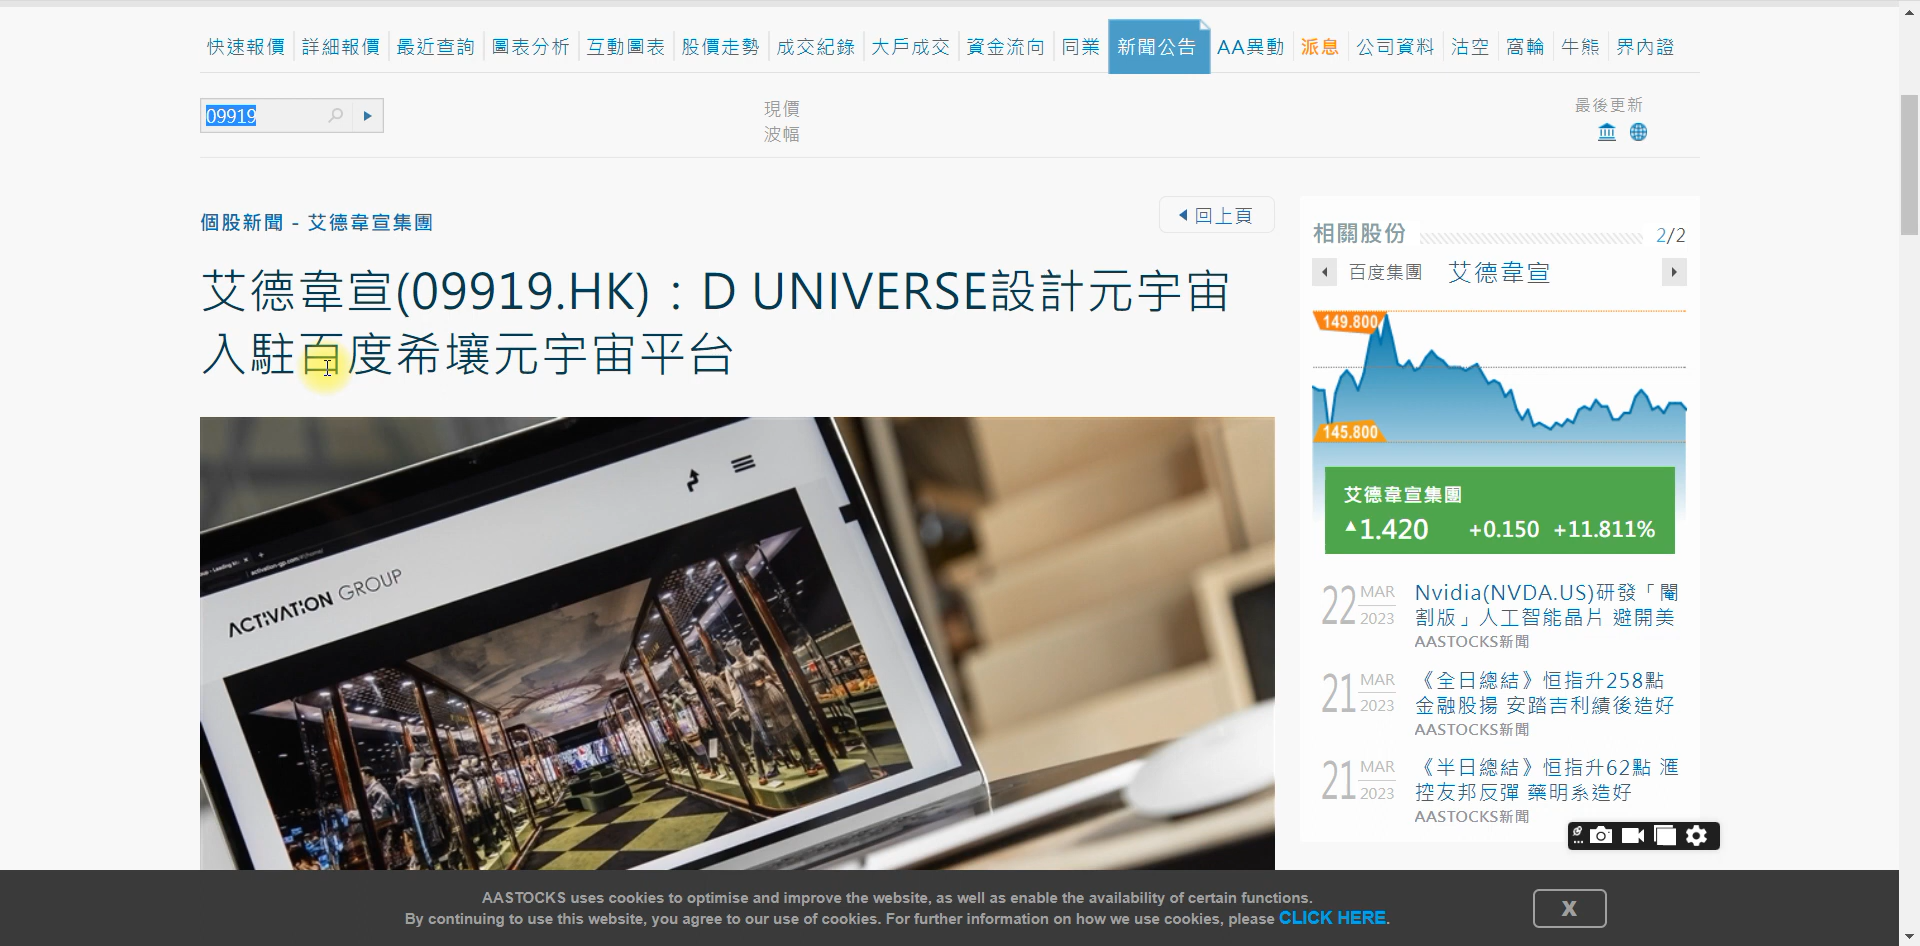 快速報價 詳細報價 最近查詢 圖表分析 互動圖表 股價走勢 成交紀錄 大戶成交 資金流向 同業 新聞公告 AA異動 派息 公司資料 沽空 窩輪 牛熊 界內證
09919
現價
波幅
最後更新
個股新聞 - 艾德韋宣集團
回上頁
艾德韋宣(09919.HK)：D UNIVERSE設計元宇宙
入駐百度希壤元宇宙平台
ACTIVATION GROUP
相關股份 2/2
百度集團 艾德韋宣
149.800
145.800
艾德韋宣集團
▲1.420 +0.150 +11.811%
22 MAR 2023
Nvidia(NVDA.US)研發「閹
割版」人工智能晶片 避開美
AASTOCKS新聞
21 MAR 2023
《全日總結》恒指升258點
金融股揚 安踏吉利績後造好
AASTOCKS新聞
21 MAR 2023
《半日總結》恒指升62點 滙
控友邦反彈 藥明系造好
AASTOCKS新聞
AASTOCKS uses cookies to optimise and improve the website, as well as enable the availability of certain functions.
By continuing to use this website, you agree to our use of cookies. For further information on how we use cookies, please CLICK HERE.
X